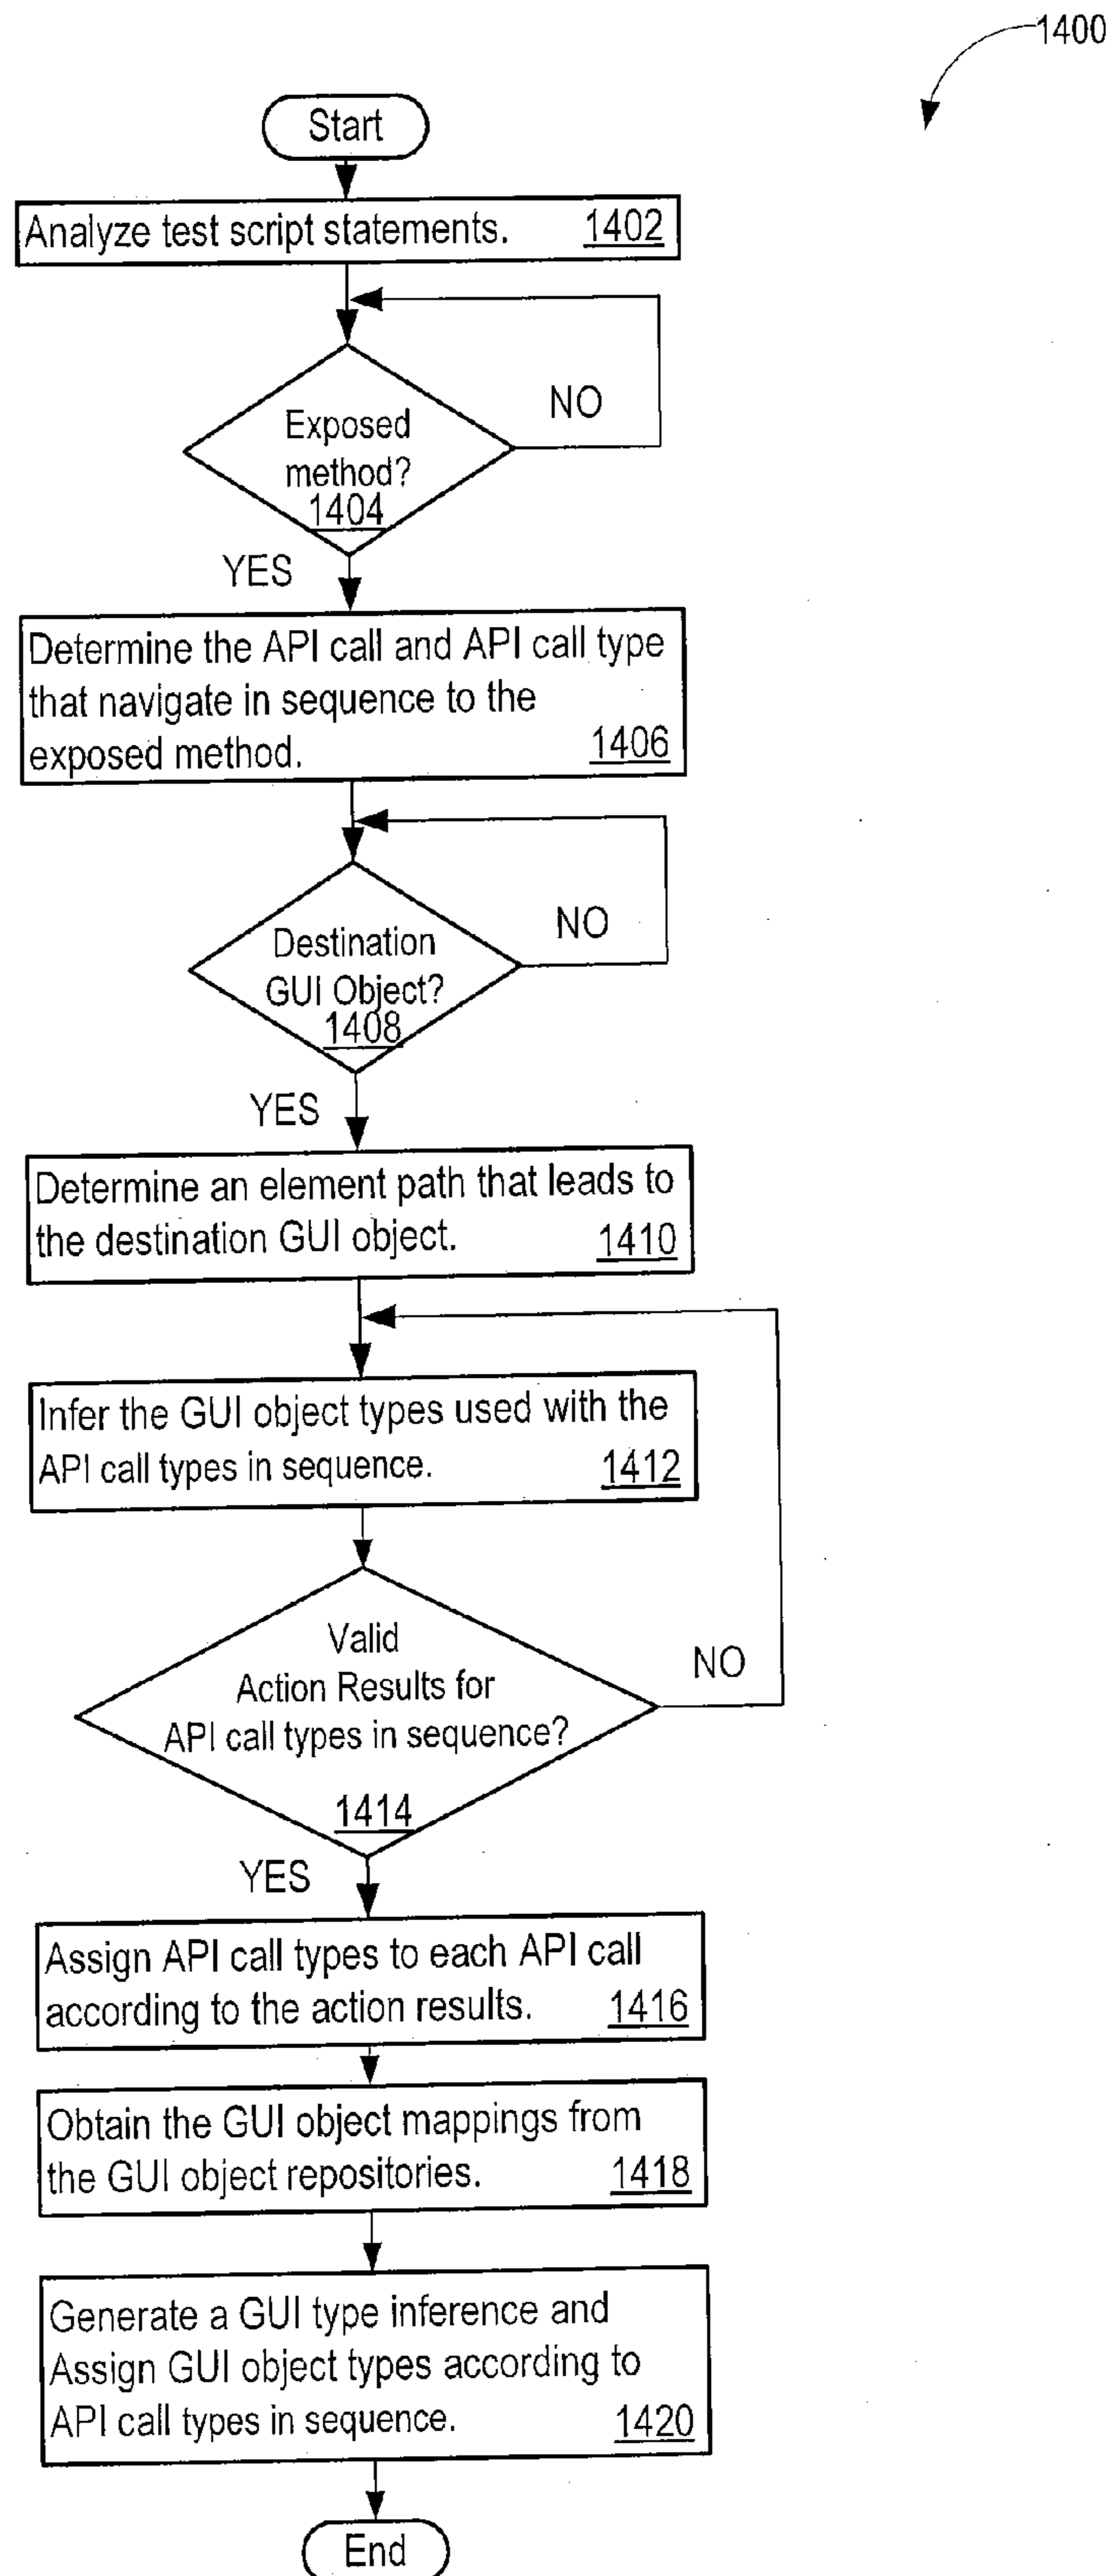 1400
Start
Analyze test script statements. 1402
NO
Exposed
method?
1404
YES
Determine the API call and API call type
that navigate in sequence to the
exposed method. 1406
NO
Destination
GUI Object?
1408
YES
Determine an element path that leads to
the destination GUI object. 1410
Infer the GUI object types used with the
API call types in sequence. 1412
Valid
NO
Action Results for
API call types in sequence?
1414
YES
Assign API call types to each API call
according to the action results. 1416
Obtain the GUI object mappings from
the GUI object repositories. 1418
Generate a GUI type inference and
Assign GUI object types according to
API call types in sequence. 1420
End